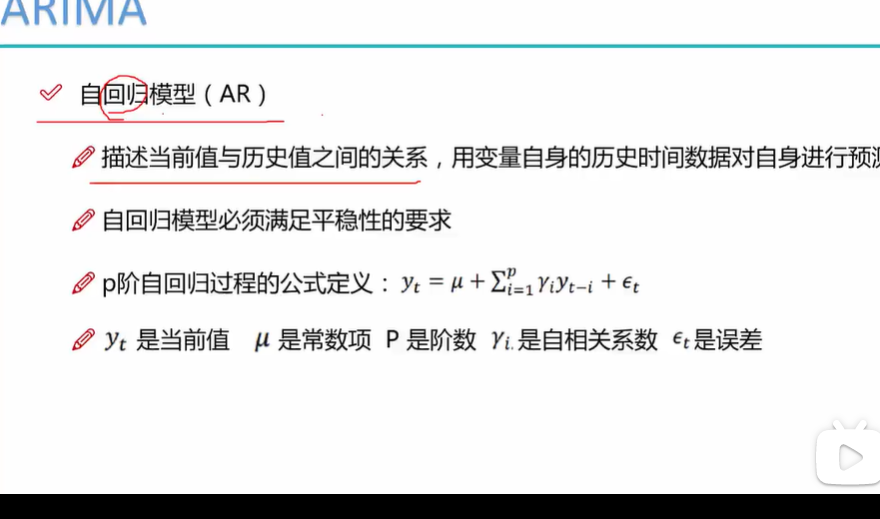 ARIMA
自回归模型（AR）
描述当前值与历史值之间的关系，用变量自身的历史时间数据对自身进行预测
自回归模型必须满足平稳性的要求
p阶自回归过程的公式定义：$y_t = \mu + \sum_{i=1}^{p} \gamma_i y_{t-i} + \epsilon_t$
$y_t$ 是当前值 $\mu$ 是常数项 P 是阶数 $\gamma_i$ 是自相关系数 $\epsilon_t$ 是误差